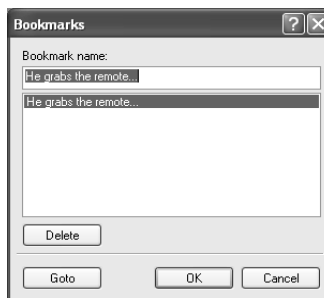 Bookmarks
Bookmark name:
He grabs the remote...
He grabs the remote...
Delete
Goto
OK
Cancel